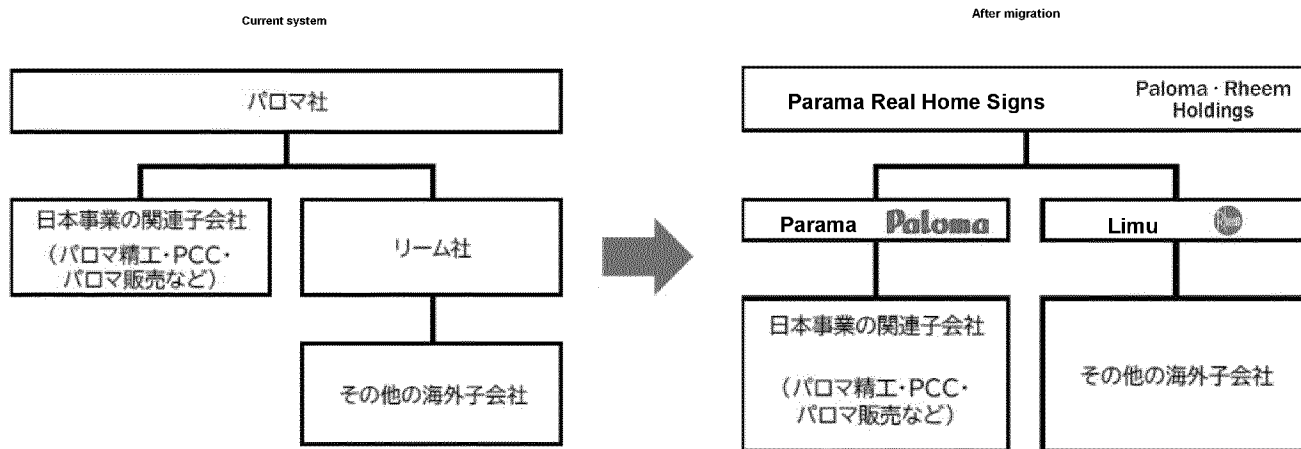 Current system
After migration
パロマ社
日本事業の関連子会社
（パロマ精工・PCC・
パロマ販売など）
リーム社
その他の海外子会社
Parama Real Home Signs
Paloma · Rheem
Holdings
Parama
Paloma
Limu
日本事業の関連子会社
（パロマ精工・PCC・
パロマ販売など）
その他の海外子会社